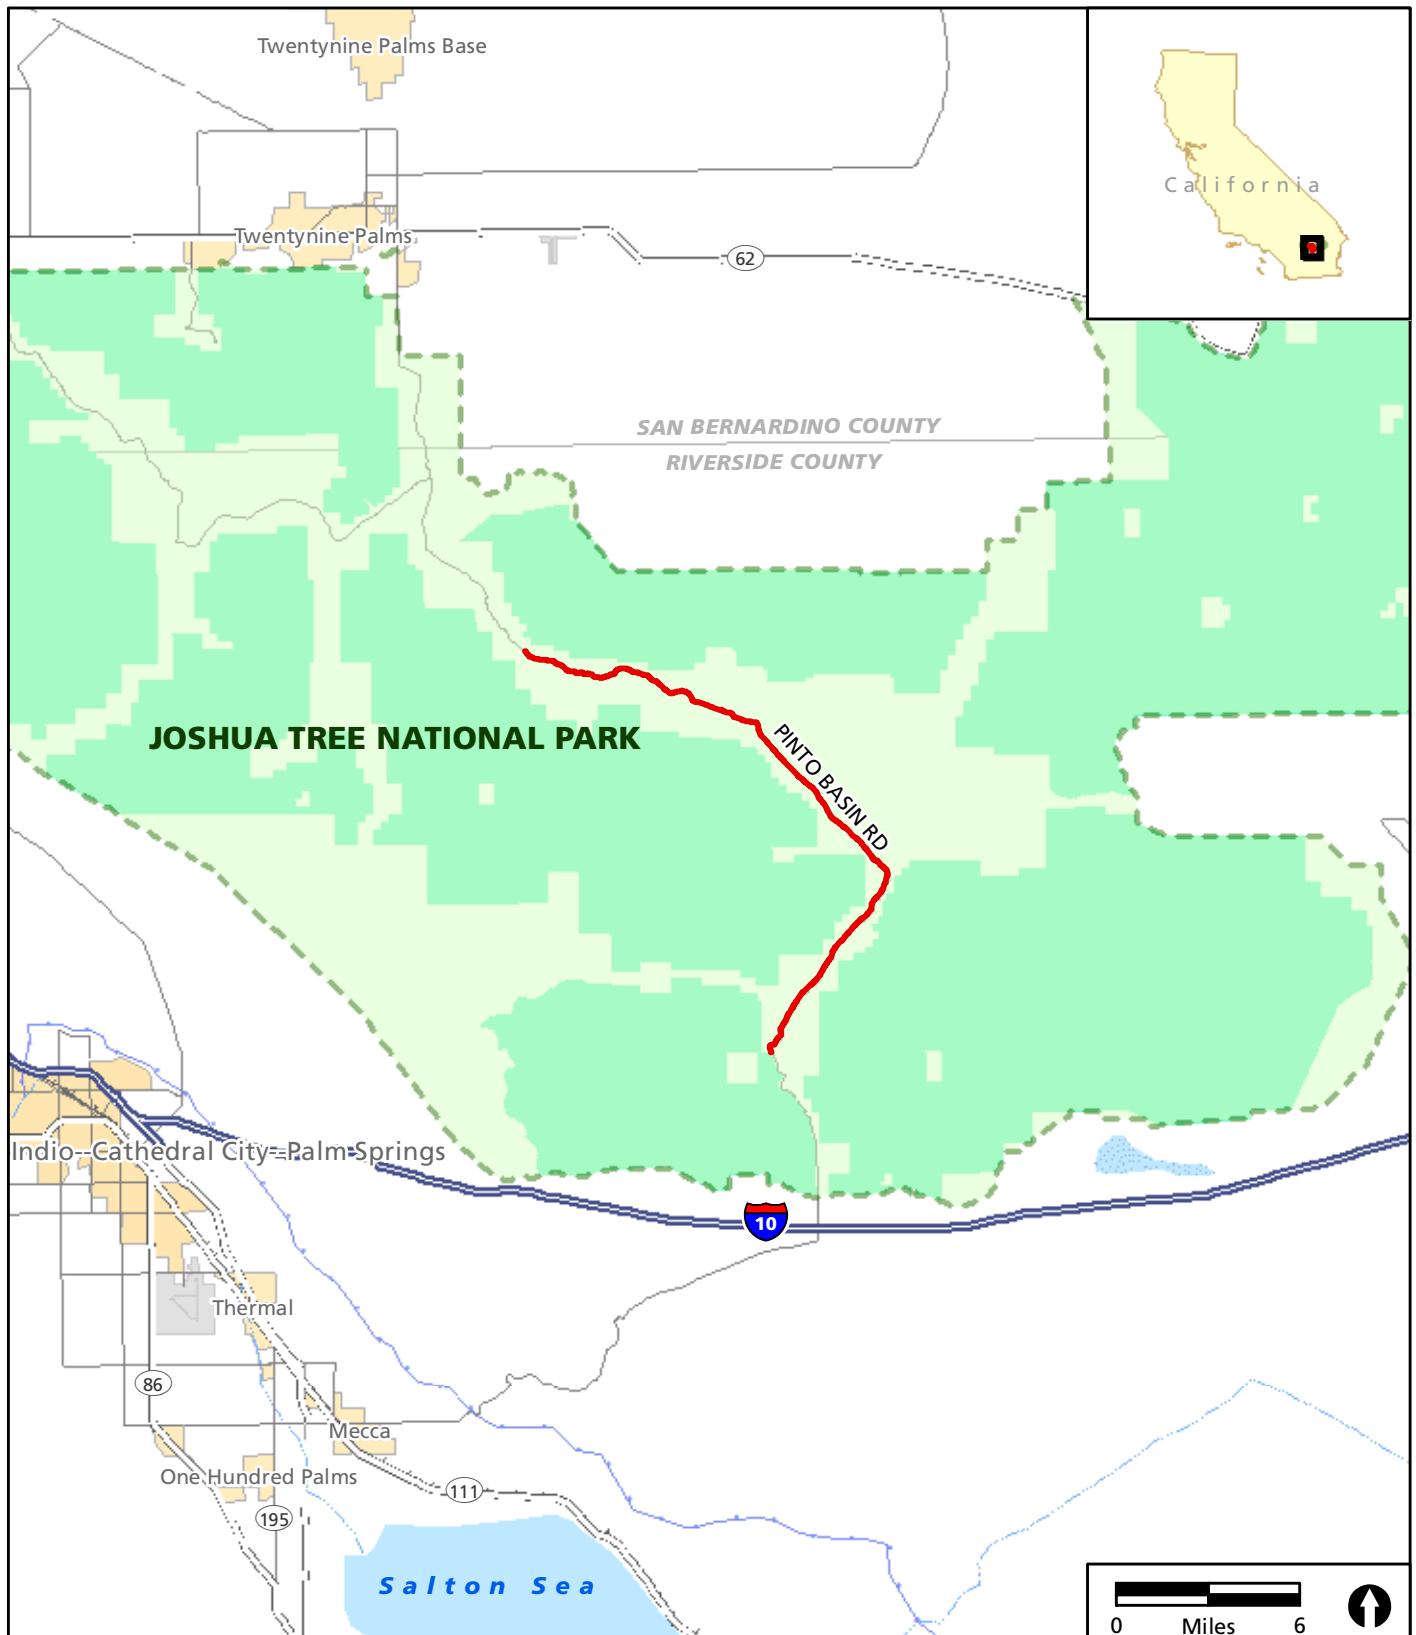 Twentynine Palms Base
California
Twentynine Palms
62
SAN BERNARDINO COUNTY
RIVERSIDE COUNTY
JOSHUA TREE NATIONAL PARK
PINTO BASIN RD
Indio--Cathedral City--Palm Springs
10
Thermal
86
Mecca
One Hundred Palms
111
195
Salton Sea
0 Miles 6